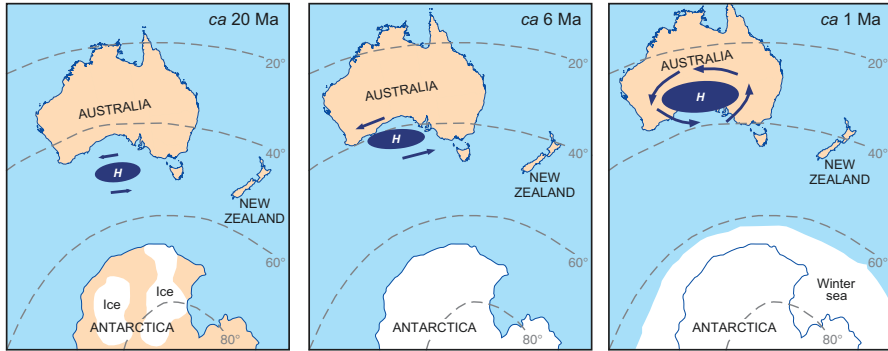 ca 20 Ma
20°
AUSTRALIA
40°
H
NEW
ZEALAND
60°
Ice
Ice
ANTARCTICA
80°
ca 6 Ma
20°
AUSTRALIA
H
40°
NEW
ZEALAND
60°
ANTARCTICA
80°
ca 1 Ma
AUSTRALIA
20°
H
40°
NEW
ZEALAND
60°
Winter
sea
ANTARCTICA
80°